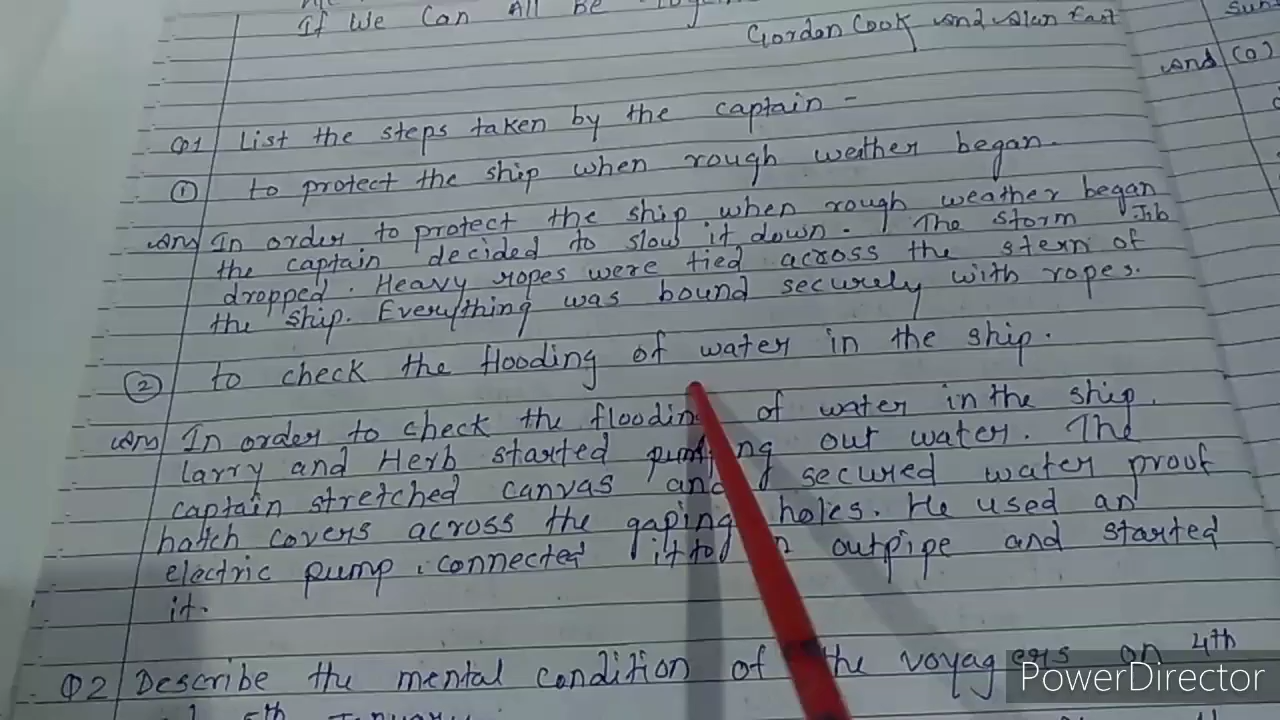 If We Can All Be
Gordon Cook and Alan East
and (a)
Q1 List the steps taken by the captain -
① to protect the ship when rough weather began.
Ans In order to protect the ship when rough weather began
the captain decided to slow it down. The storm Jib
dropped. Heavy ropes were tied across the stern of
the ship. Everything was bound securely with ropes.
② to check the flooding of water in the ship.
Ans In order to check the floodin of water in the ship.
larry and Herb started pumping out water. The
captain stretched canvas and secured water proof
hatch covers across the gaping holes. He used an
electric pump, connected it to outpipe and started
it.
Q2 Describe the mental condition of the voyagers on 4th
5th January
PowerDirector